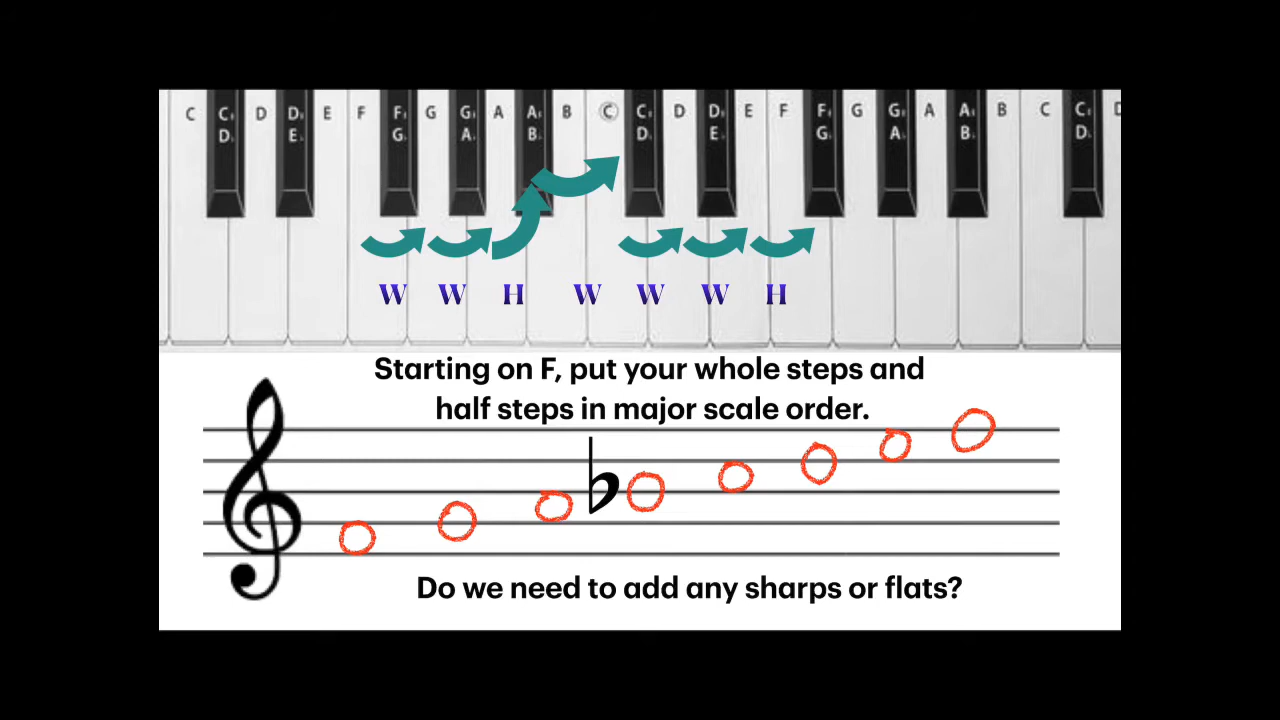 C C♯ D D♯ E F F♯ G G♯ A A♯ B C C♯ D D♯ E F F♯ G G♯ A A♯ B C C♯ D
D♭ E♭ G♭ A♭ B♭ D♭ E♭ G♭ A♭ B♭ D♭
W W H W W W H
Starting on F, put your whole steps and
half steps in major scale order.
Do we need to add any sharps or flats?